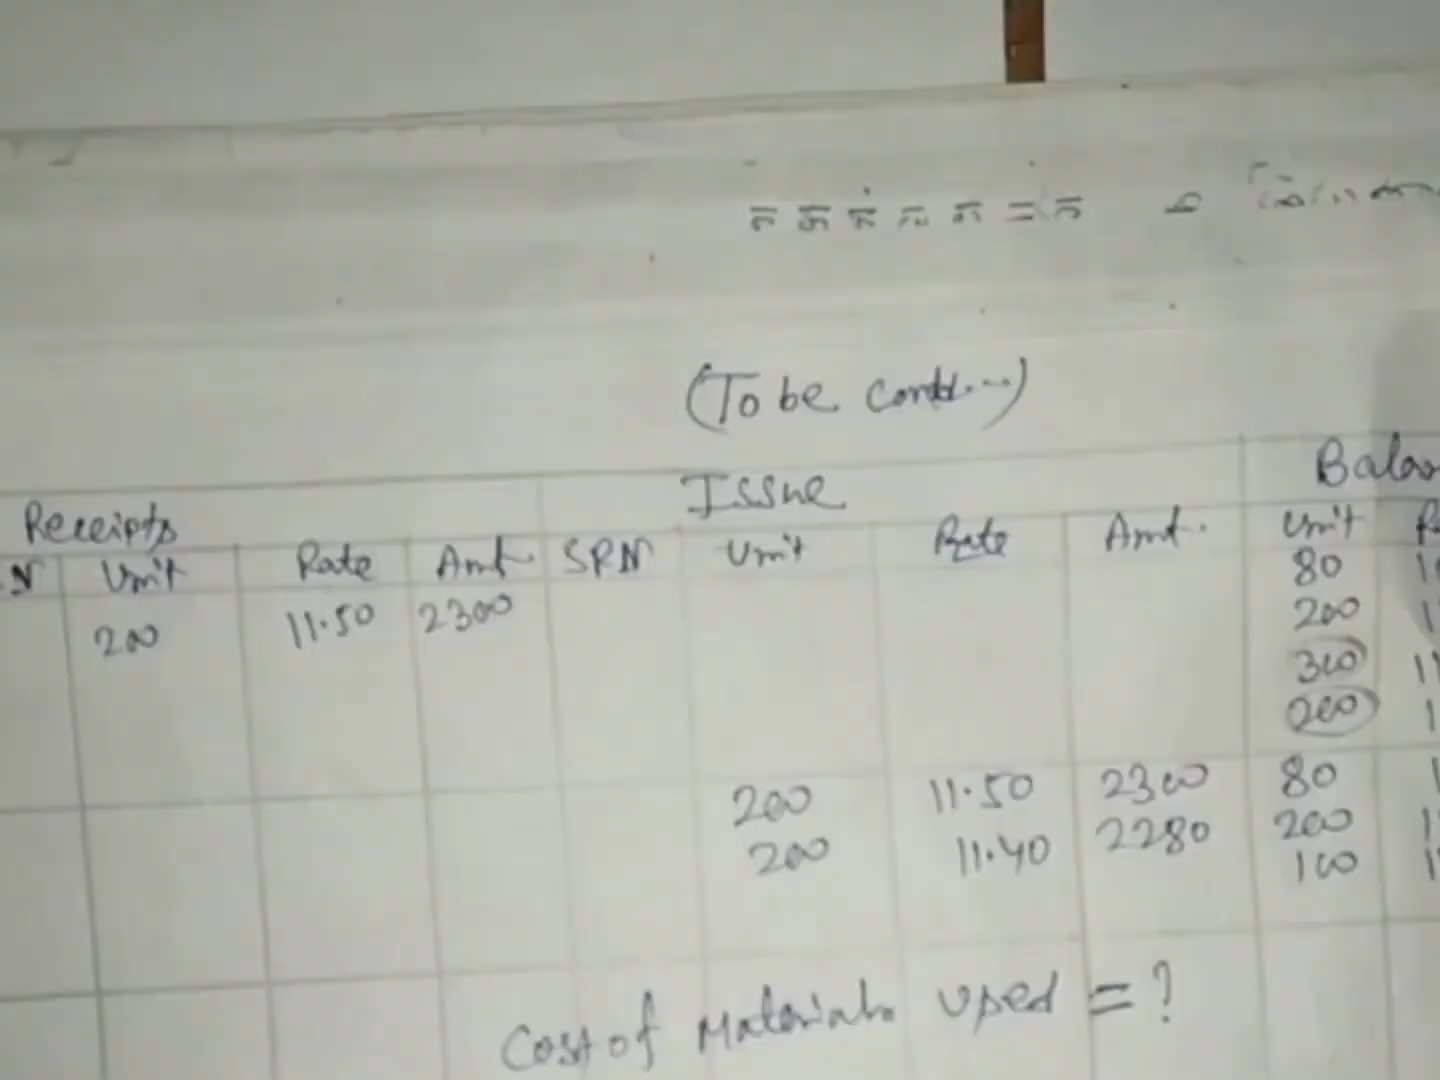 (To be contd...)
Receipts Issue
N Unit Rate Amt. SRN Unit Rate Amt. Unit
200 11.50 2300 80
200
300
200
200 11.50 2300 80
200 11.40 2280 200
100
Cost of Materials Used = ?